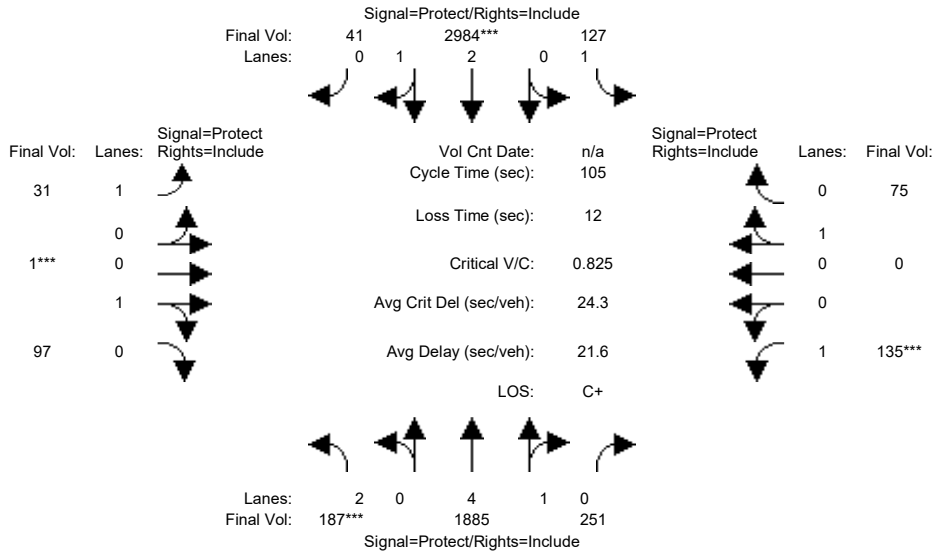 Signal=Protect/Rights=Include
Final Vol: 41 2984*** 127
Lanes: 0 1 2 0 1
Signal=Protect
Final Vol: Lanes: Rights=Include
Vol Cnt Date: n/a
Signal=Protect
Rights=Include Lanes: Final Vol:
Cycle Time (sec): 105
31 1
0 75
Loss Time (sec): 12
0
1
1*** 0
Critical V/C: 0.825
0 0
1
Avg Crit Del (sec/veh): 24.3
0
97 0
Avg Delay (sec/veh): 21.6
1 135***
LOS: C+
Lanes: 2 0 4 1 0
Final Vol: 187*** 1885 251
Signal=Protect/Rights=Include